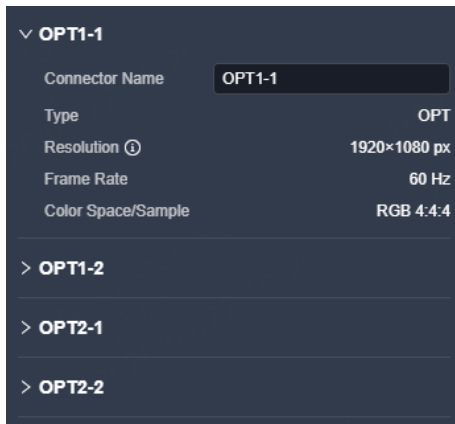 OPT1-1
Connector Name OPT1-1
Type OPT
Resolution 1920×1080 px
Frame Rate 60 Hz
Color Space/Sample RGB 4:4:4
OPT1-2
OPT2-1
OPT2-2